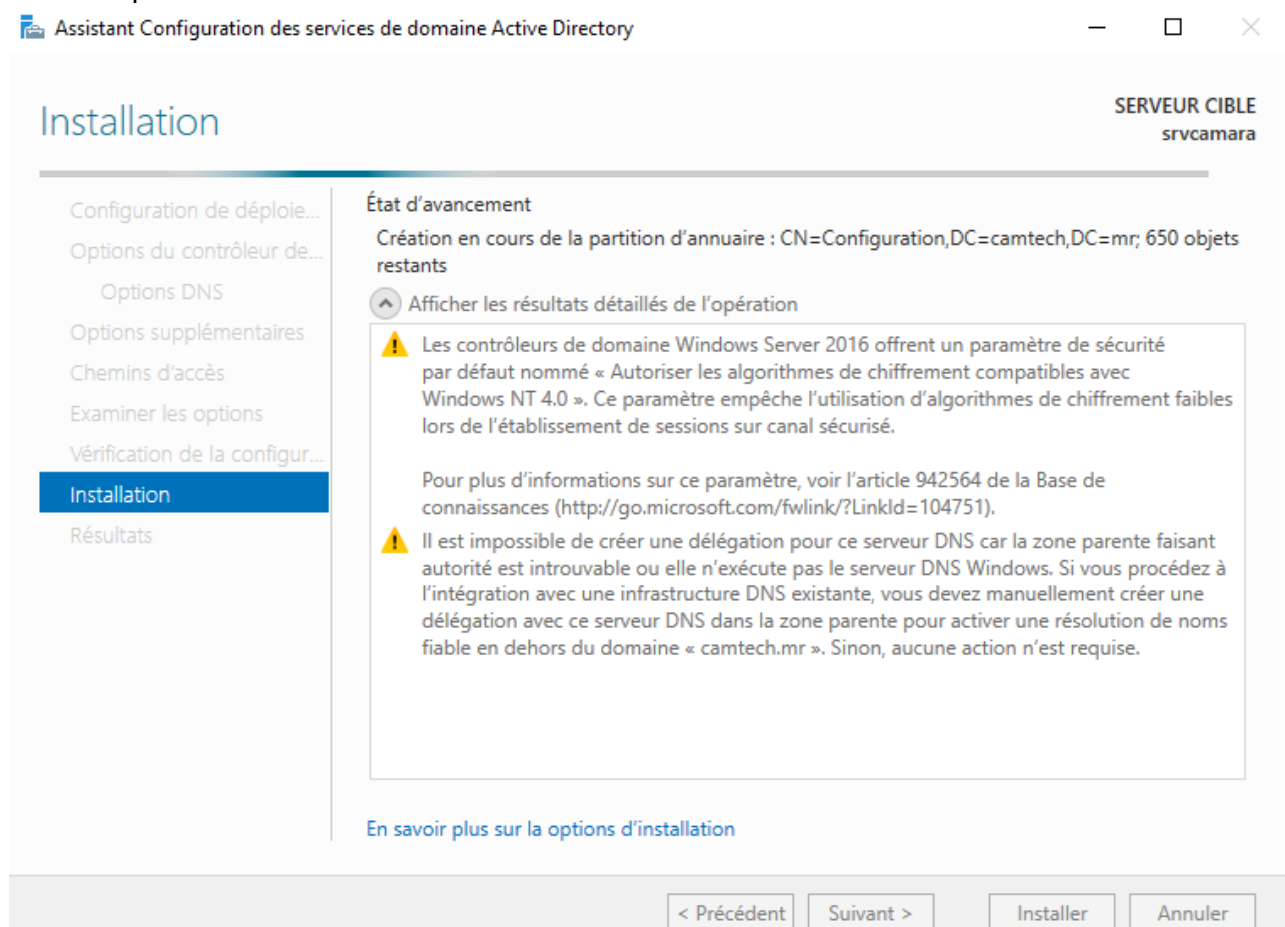 Assistant Configuration des services de domaine Active Directory
Installation
SERVEUR CIBLE
srvcamara
Configuration de déploie...
Options du contrôleur de...
Options DNS
Options supplémentaires
Chemins d'accès
Examiner les options
Vérification de la configur...
Installation
Résultats
État d'avancement
Création en cours de la partition d'annuaire : CN=Configuration,DC=camtech,DC=mr; 650 objets
restants
Afficher les résultats détaillés de l'opération
Les contrôleurs de domaine Windows Server 2016 offrent un paramètre de sécurité
par défaut nommé « Autoriser les algorithmes de chiffrement compatibles avec
Windows NT 4.0 ». Ce paramètre empêche l'utilisation d'algorithmes de chiffrement faibles
lors de l'établissement de sessions sur canal sécurisé.
Pour plus d'informations sur ce paramètre, voir l'article 942564 de la Base de
connaissances (http://go.microsoft.com/fwlink/?LinkId=104751).
Il est impossible de créer une délégation pour ce serveur DNS car la zone parente faisant
autorité est introuvable ou elle n'exécute pas le serveur DNS Windows. Si vous procédez à
l'intégration avec une infrastructure DNS existante, vous devez manuellement créer une
délégation avec ce serveur DNS dans la zone parente pour activer une résolution de noms
fiable en dehors du domaine « camtech.mr ». Sinon, aucune action n'est requise.
En savoir plus sur la options d'installation
< Précédent
Suivant >
Installer
Annuler